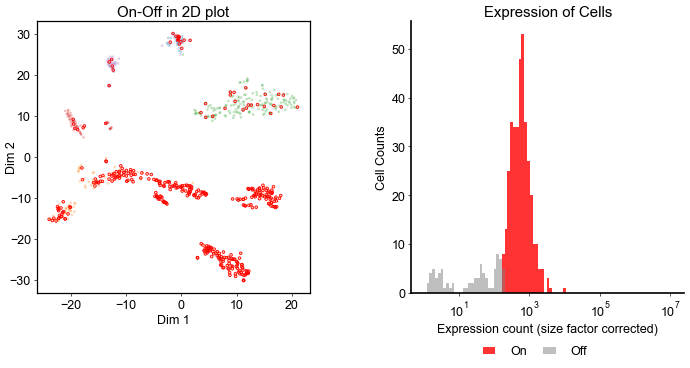 On-Off in 2D plot
Expression of Cells
30
20
10
0
−10
−20
−30
Dim 2
−20 −10 0 10 20
Dim 1
50
40
30
20
10
0
Cell Counts
10^1 10^3 10^5 10^7
Expression count (size factor corrected)
On Off